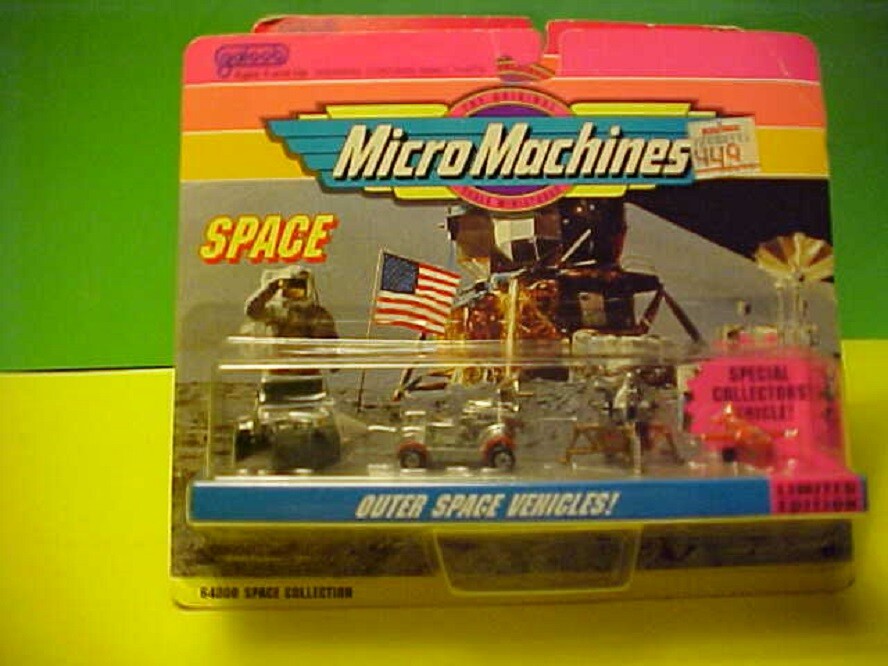 galoob
THE ORIGINAL
Micro Machines
449
SPACE
SPECIAL
COLLECTORS'
VEHICLE!
OUTER SPACE VEHICLES!
LIMITED
EDITION
64000 SPACE COLLECTION